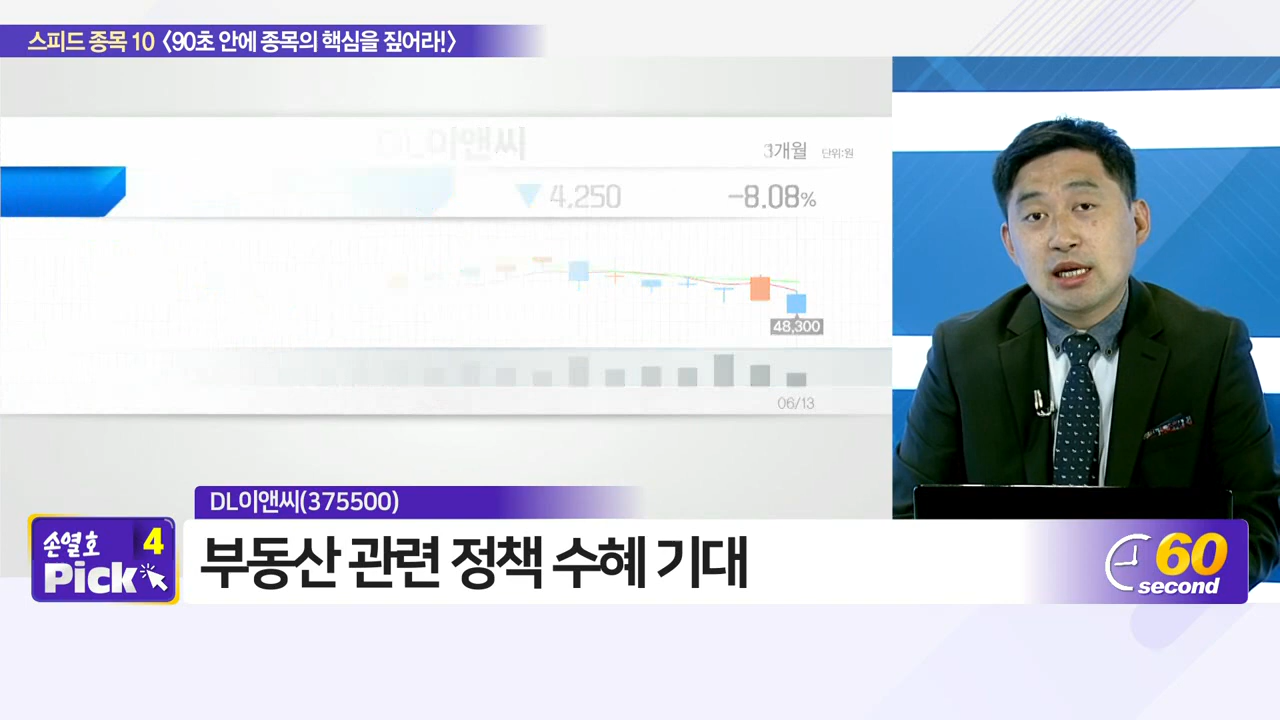 스피드 종목 10 <90초 안에 종목의 핵심을 짚어라!>
DL이앤씨
3개월 단위:원
▼ 4,250 -8.08%
48,300
06/13
DL이앤씨(375500)
손열호 4
Pick
부동산 관련 정책 수혜 기대
60
second